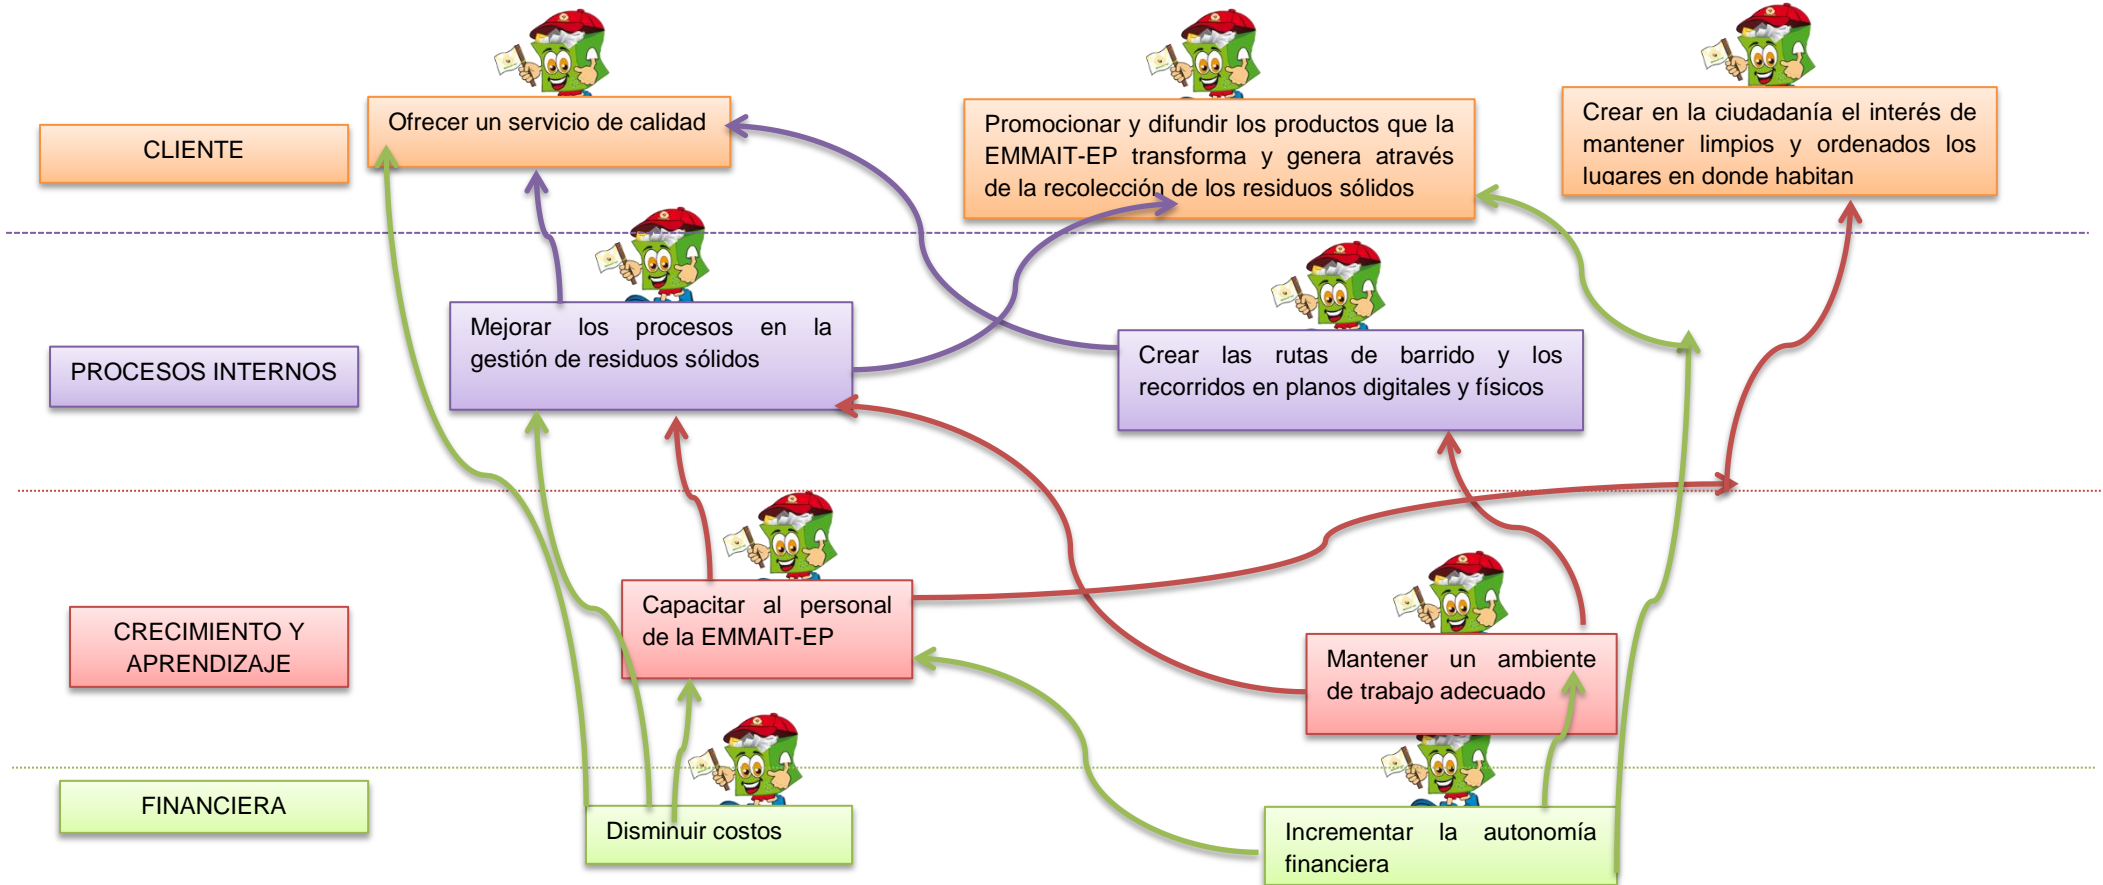 CLIENTE
Ofrecer un servicio de calidad
Promocionar y difundir los productos que la
EMMAIT-EP transforma y genera através
de la recolección de los residuos sólidos
Crear en la ciudadanía el interés de
mantener limpios y ordenados los
lugares en donde habitan
PROCESOS INTERNOS
Mejorar los procesos en la
gestión de residuos sólidos
Crear las rutas de barrido y los
recorridos en planos digitales y físicos
CRECIMIENTO Y
APRENDIZAJE
Capacitar al personal
de la EMMAIT-EP
Mantener un ambiente
de trabajo adecuado
FINANCIERA
Disminuir costos
Incrementar la autonomía
financiera